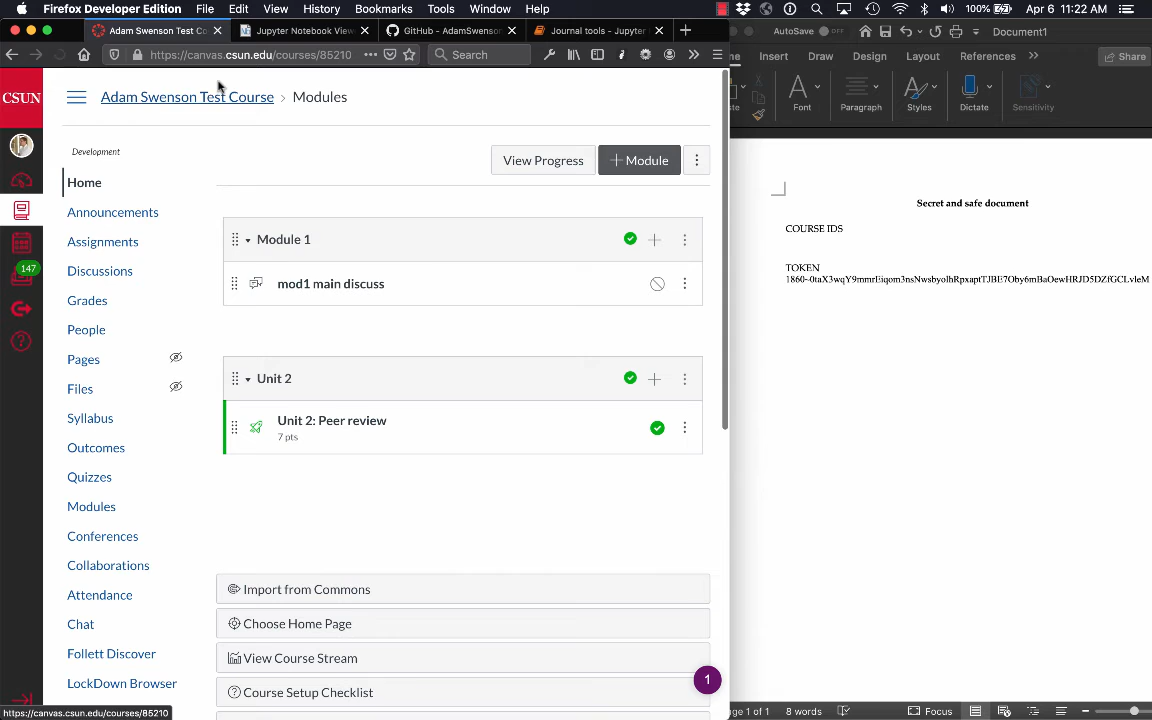 Firefox Developer Edition File Edit View History Bookmarks Tools Window Help 100% Apr 6 11:22 AM
Adam Swenson Test Co Jupyter Notebook View GitHub - AdamSwenson Journal tools - Jupyter
AutoSave OFF Document1
https://canvas.csun.edu/courses/85210 Search
me Insert Draw Design Layout References Share
CSUN
Adam Swenson Test Course Modules
Font Paragraph Styles Dictate Sensitivity
Development
View Progress Module
Home
Announcements
Assignments
Discussions
147
Grades
People
Pages
Files
Syllabus
Outcomes
Quizzes
Modules
Conferences
Collaborations
Attendance
Chat
Follett Discover
LockDown Browser
Module 1
mod1 main discuss
Unit 2
Unit 2: Peer review
7 pts
Import from Commons
Choose Home Page
View Course Stream
Course Setup Checklist
1
https://canvas.csun.edu/courses/85210
Secret and safe document
COURSE IDS
TOKEN
age 1 of 1 8 words Focus